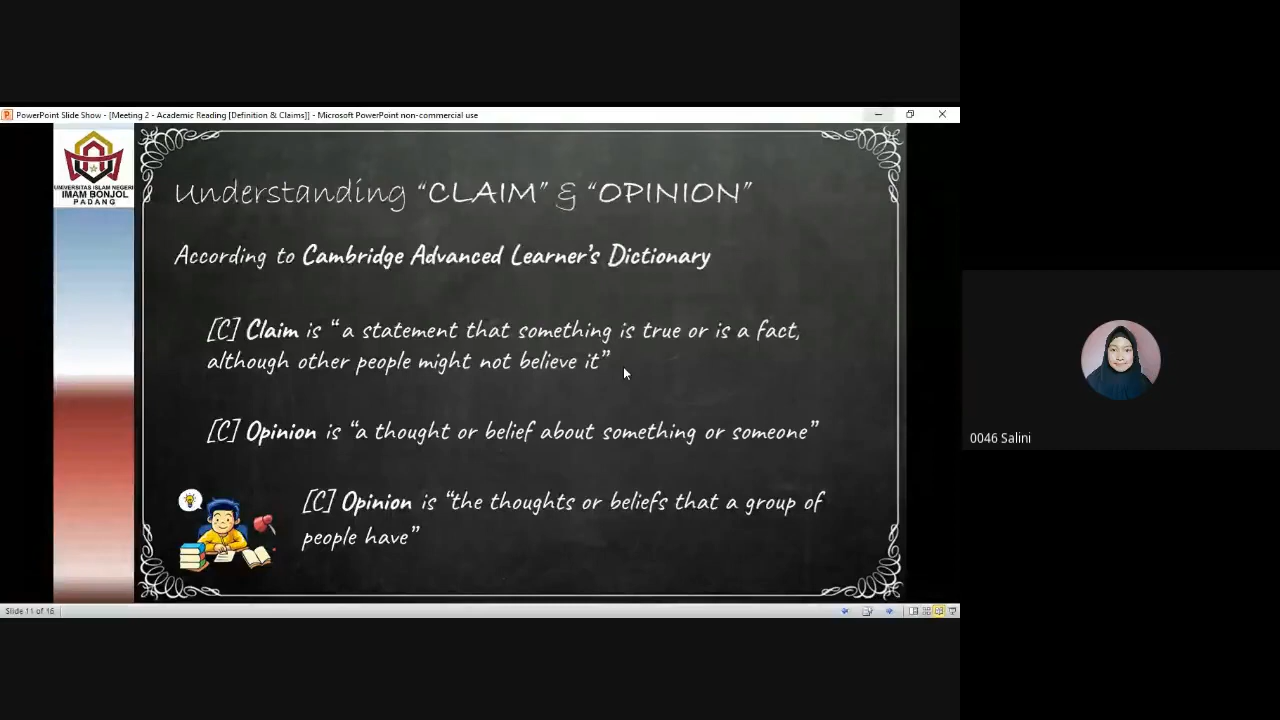 PowerPoint Slide Show - [Meeting 2 - Academic Reading [Definition & Claims]] - Microsoft PowerPoint non-commercial use
UNIVERSITAS ISLAM NEGERI
IMAM BONJOL
PADANG
Understanding “CLAIM” & “OPINION”
According to Cambridge Advanced Learner’s Dictionary
[C] Claim is “ a statement that something is true or is a fact,
although other people might not believe it”
[C] Opinion is “a thought or belief about something or someone”
[C] Opinion is “the thoughts or beliefs that a group of
people have”
Slide 11 of 16
0046 Salini